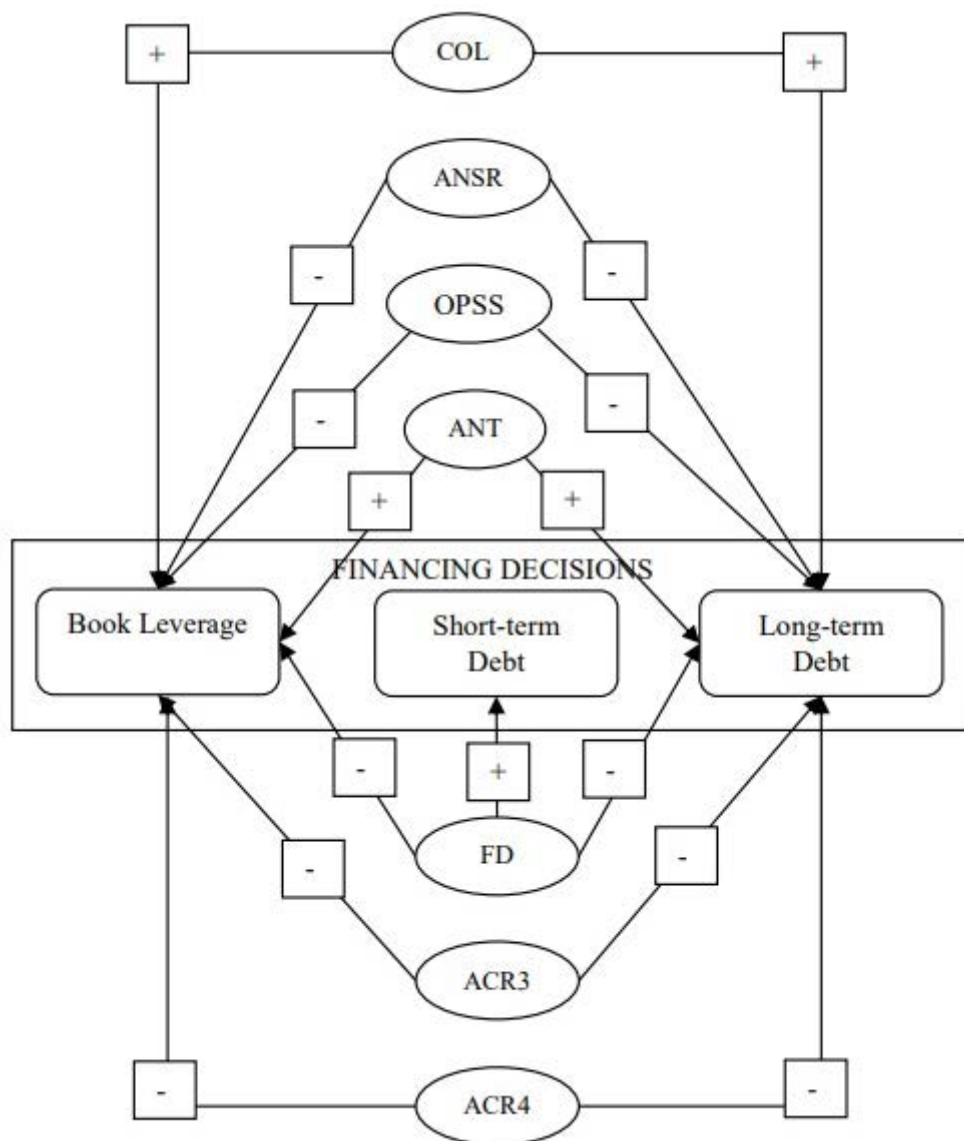 +
COL
+
ANSR
-
-
OPSS
-
-
ANT
+
+
FINANCING DECISIONS
Book Leverage
Short-term
Debt
Long-term
Debt
-
+
-
FD
-
-
ACR3
-
-
ACR4